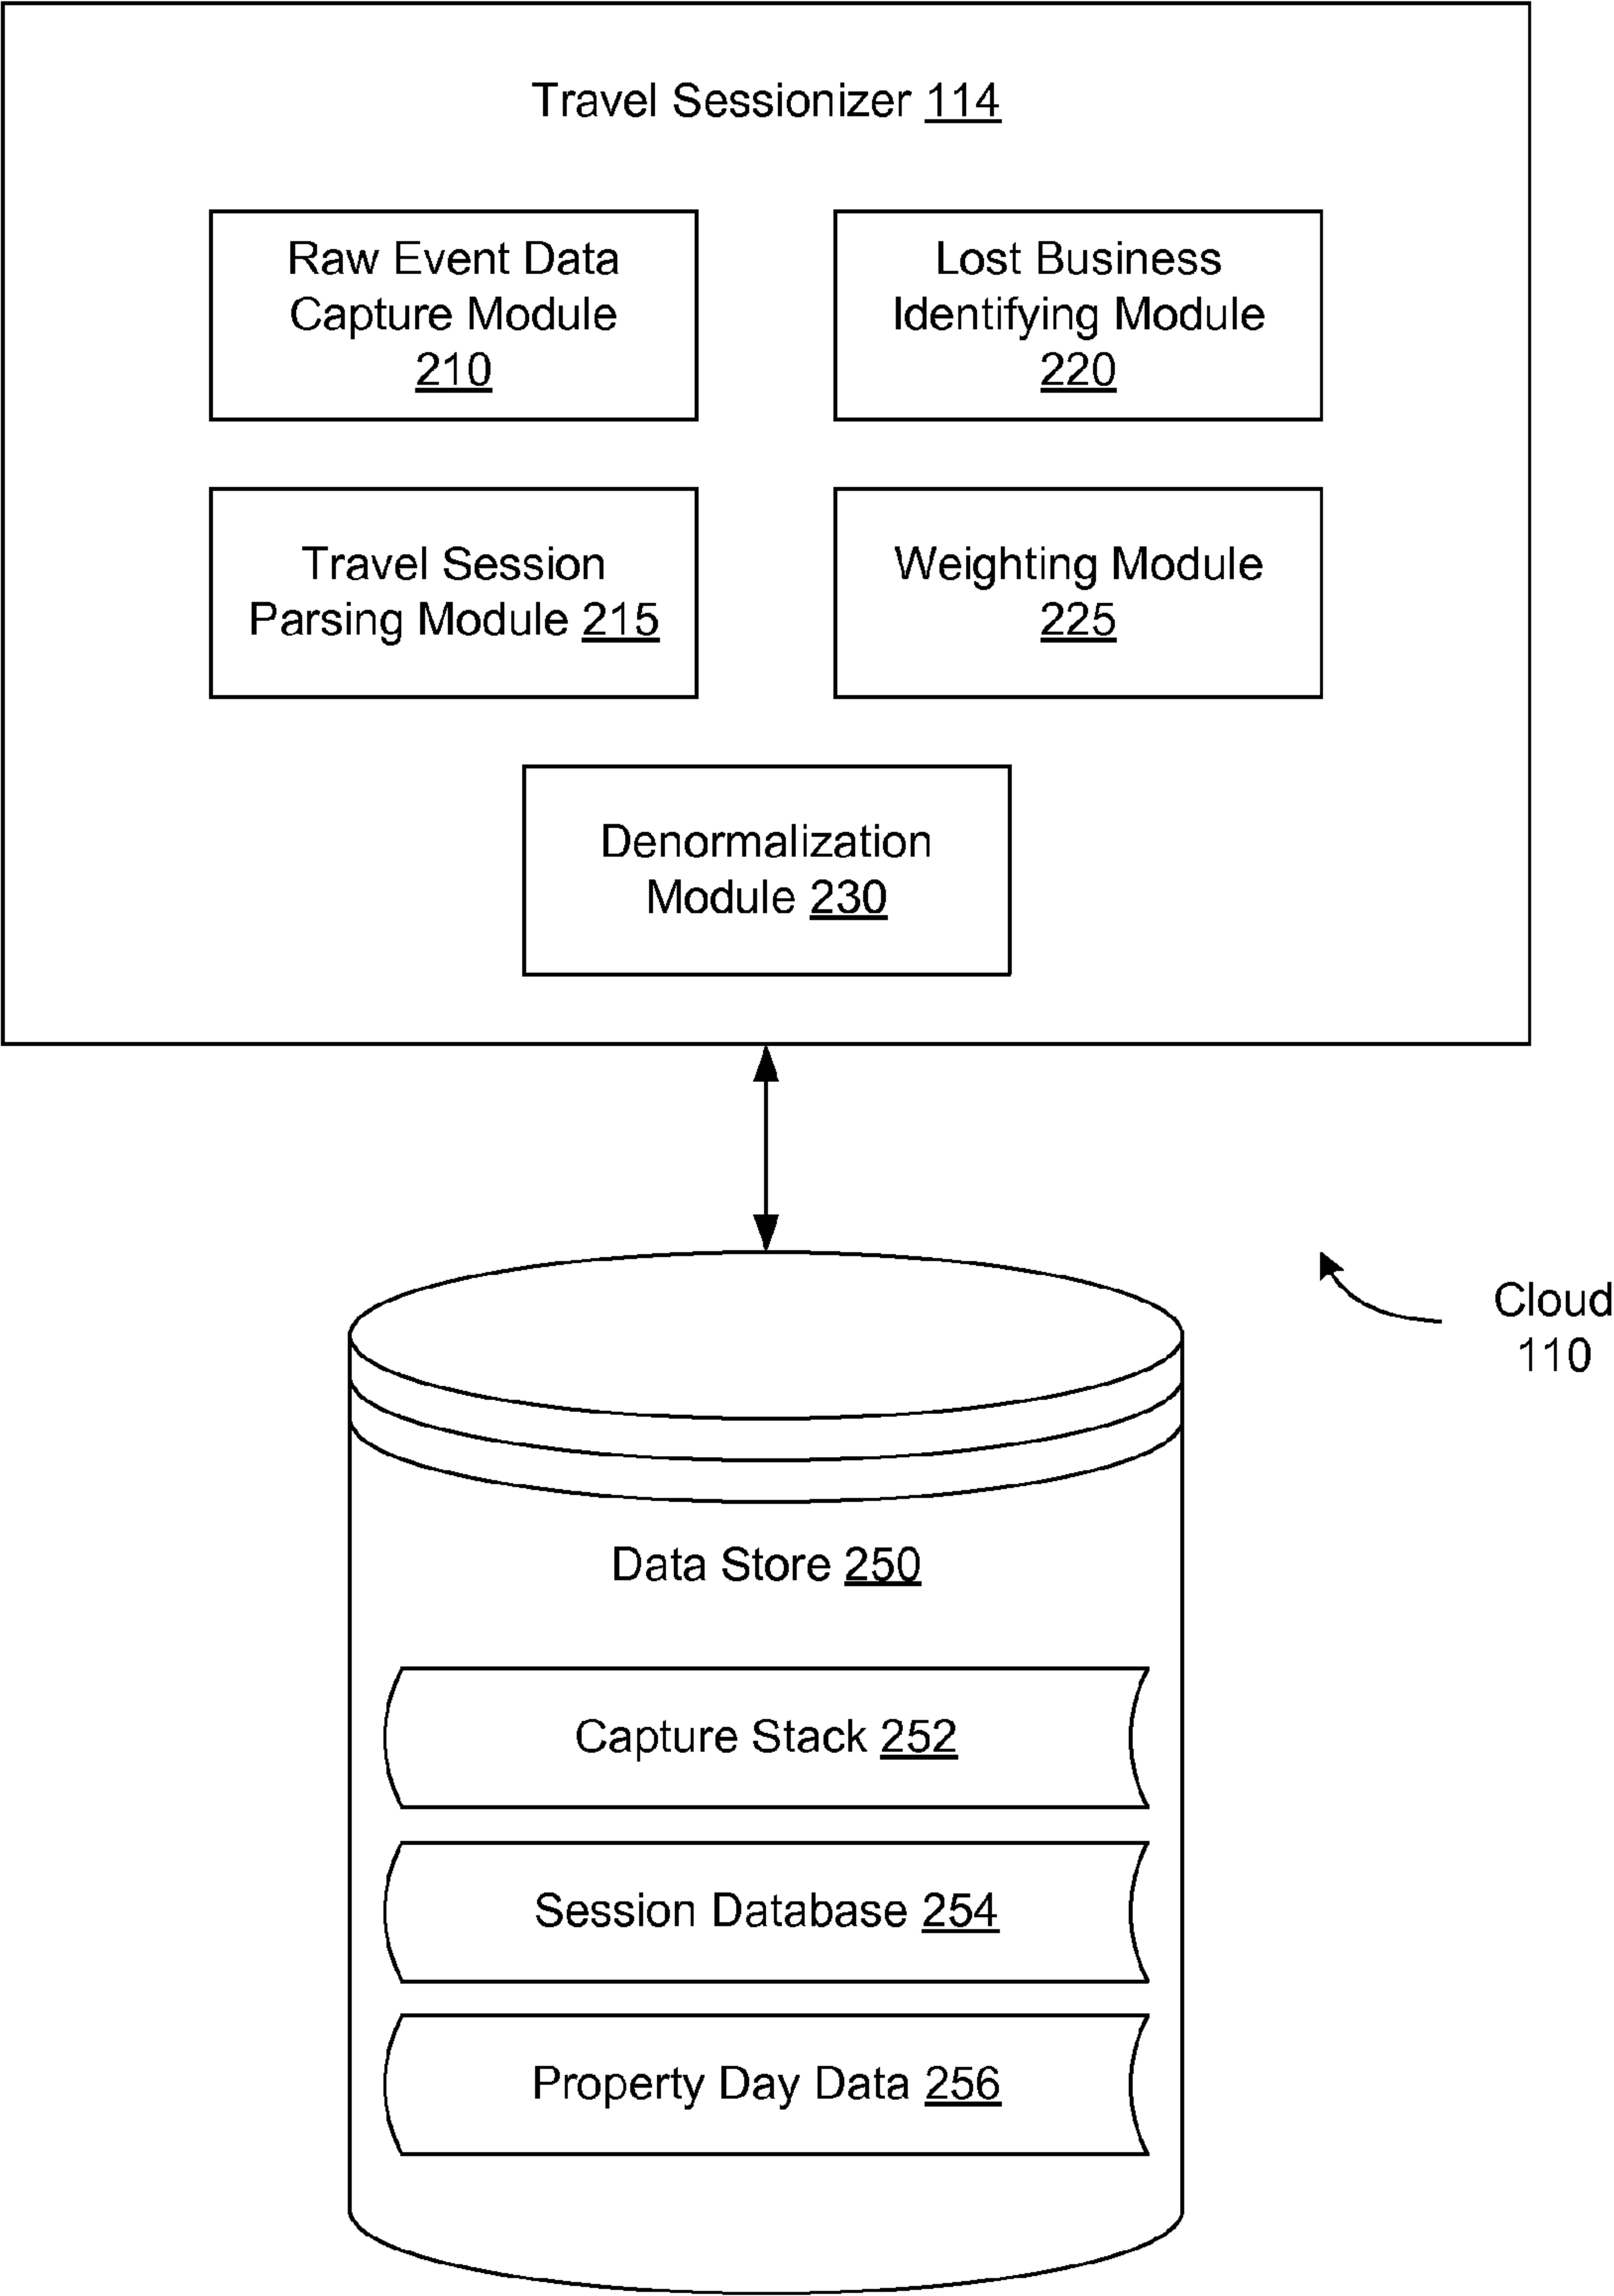 Travel Sessionizer 114
Raw Event Data
Capture Module
210
Lost Business
Identifying Module
220
Travel Session
Parsing Module 215
Weighting Module
225
Denormalization
Module 230
Cloud
110
Data Store 250
Capture Stack 252
Session Database 254
Property Day Data 256